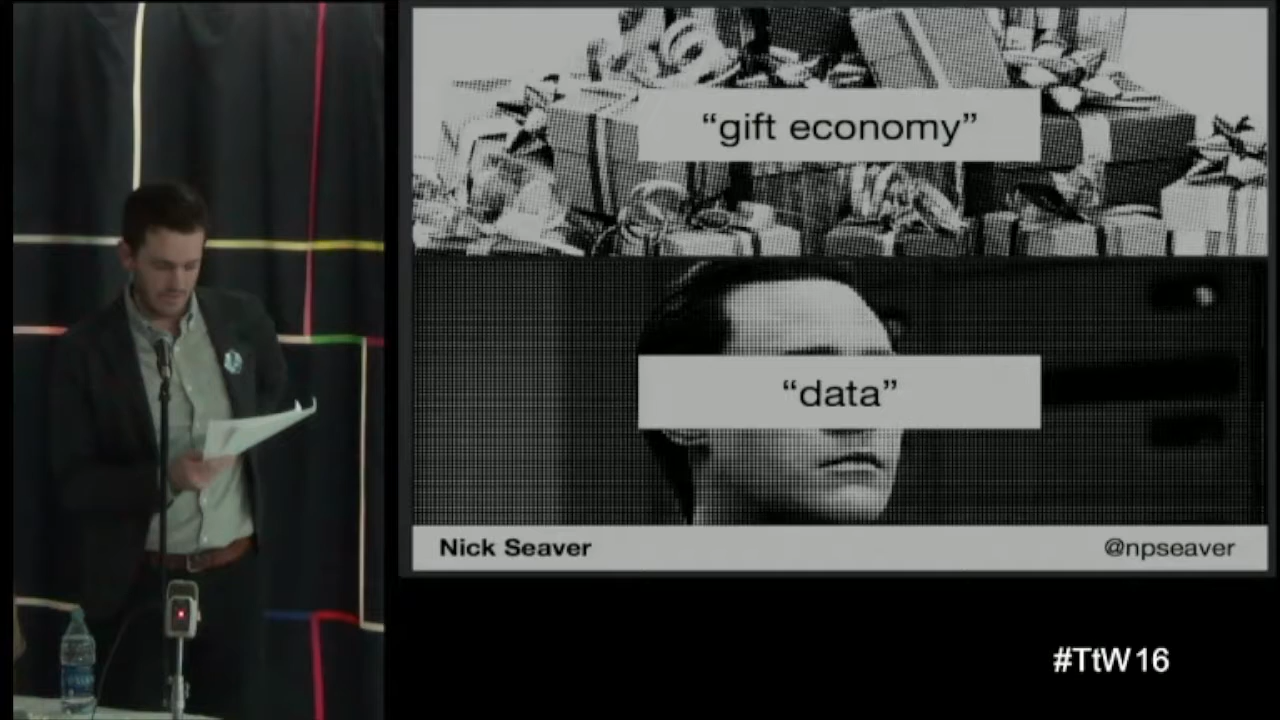 “gift economy”
“data”
Nick Seaver
@npseaver
#TtW16